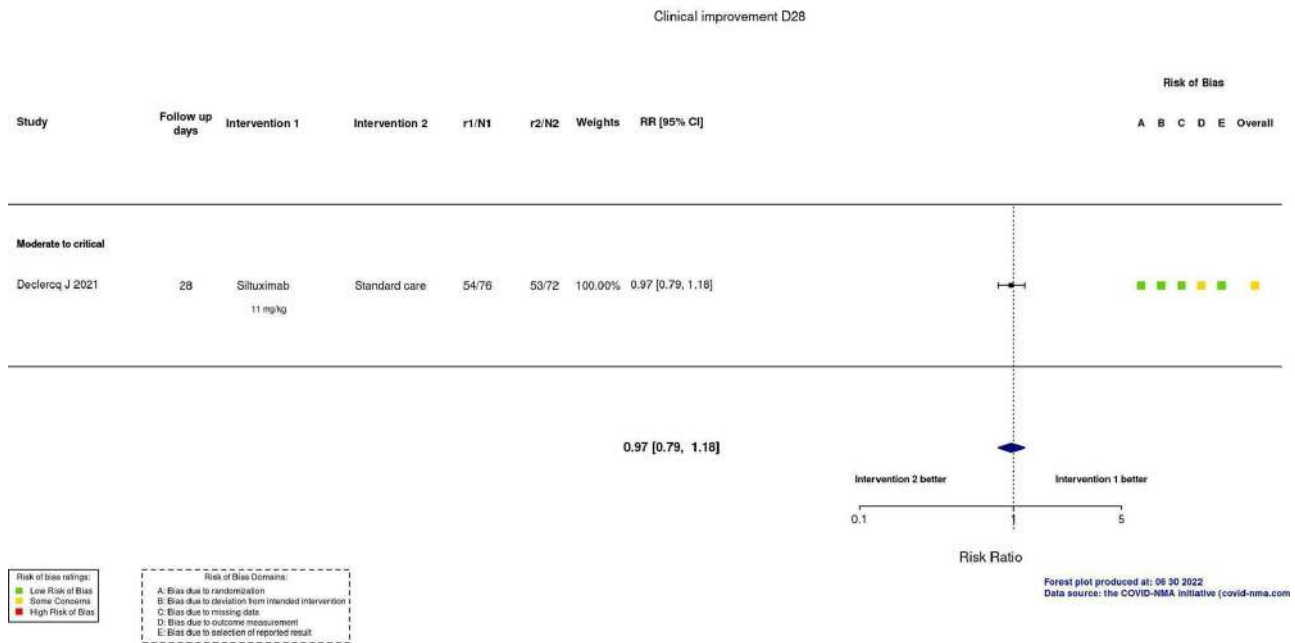 Clinical improvement D28
Risk of Bias
Study Follow up days Intervention 1 Intervention 2 r1/N1 r2/N2 Weights RR [95% CI] A B C D E Overall
Moderate to critical
Declercq J 2021 28 Siltuximab Standard care 54/76 53/72 100.00% 0.97 [0.79, 1.18]
11 mg/kg
0.97 [0.79, 1.18]
Intervention 2 better Intervention 1 better
0.1 1 5
Risk Ratio
Forest plot produced at: 06 30 2022
Data source: the COVID-NMA initiative (covid-nma.com
Risk of bias ratings:
Low Risk of Bias
Some Concerns
High Risk of Bias
Risk of Bias Domains:
A: Bias due to randomization
B: Bias due to deviation from intended intervention
C: Bias due to missing data
D: Bias due to outcome measurement
E: Bias due to selection of reported result